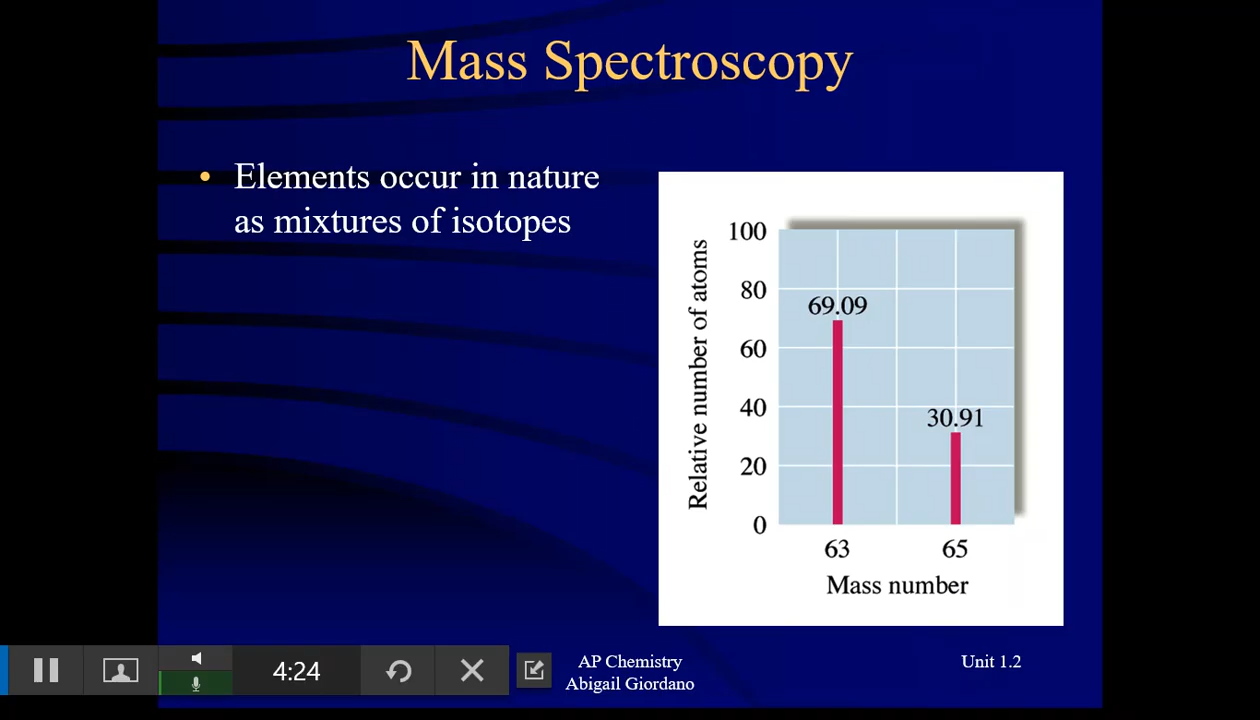 Mass Spectroscopy
• Elements occur in nature
as mixtures of isotopes
Relative number of atoms
100
80
60
40
20
0
69.09
30.91
63
65
Mass number
4:24
AP Chemistry
Abigail Giordano
Unit 1.2